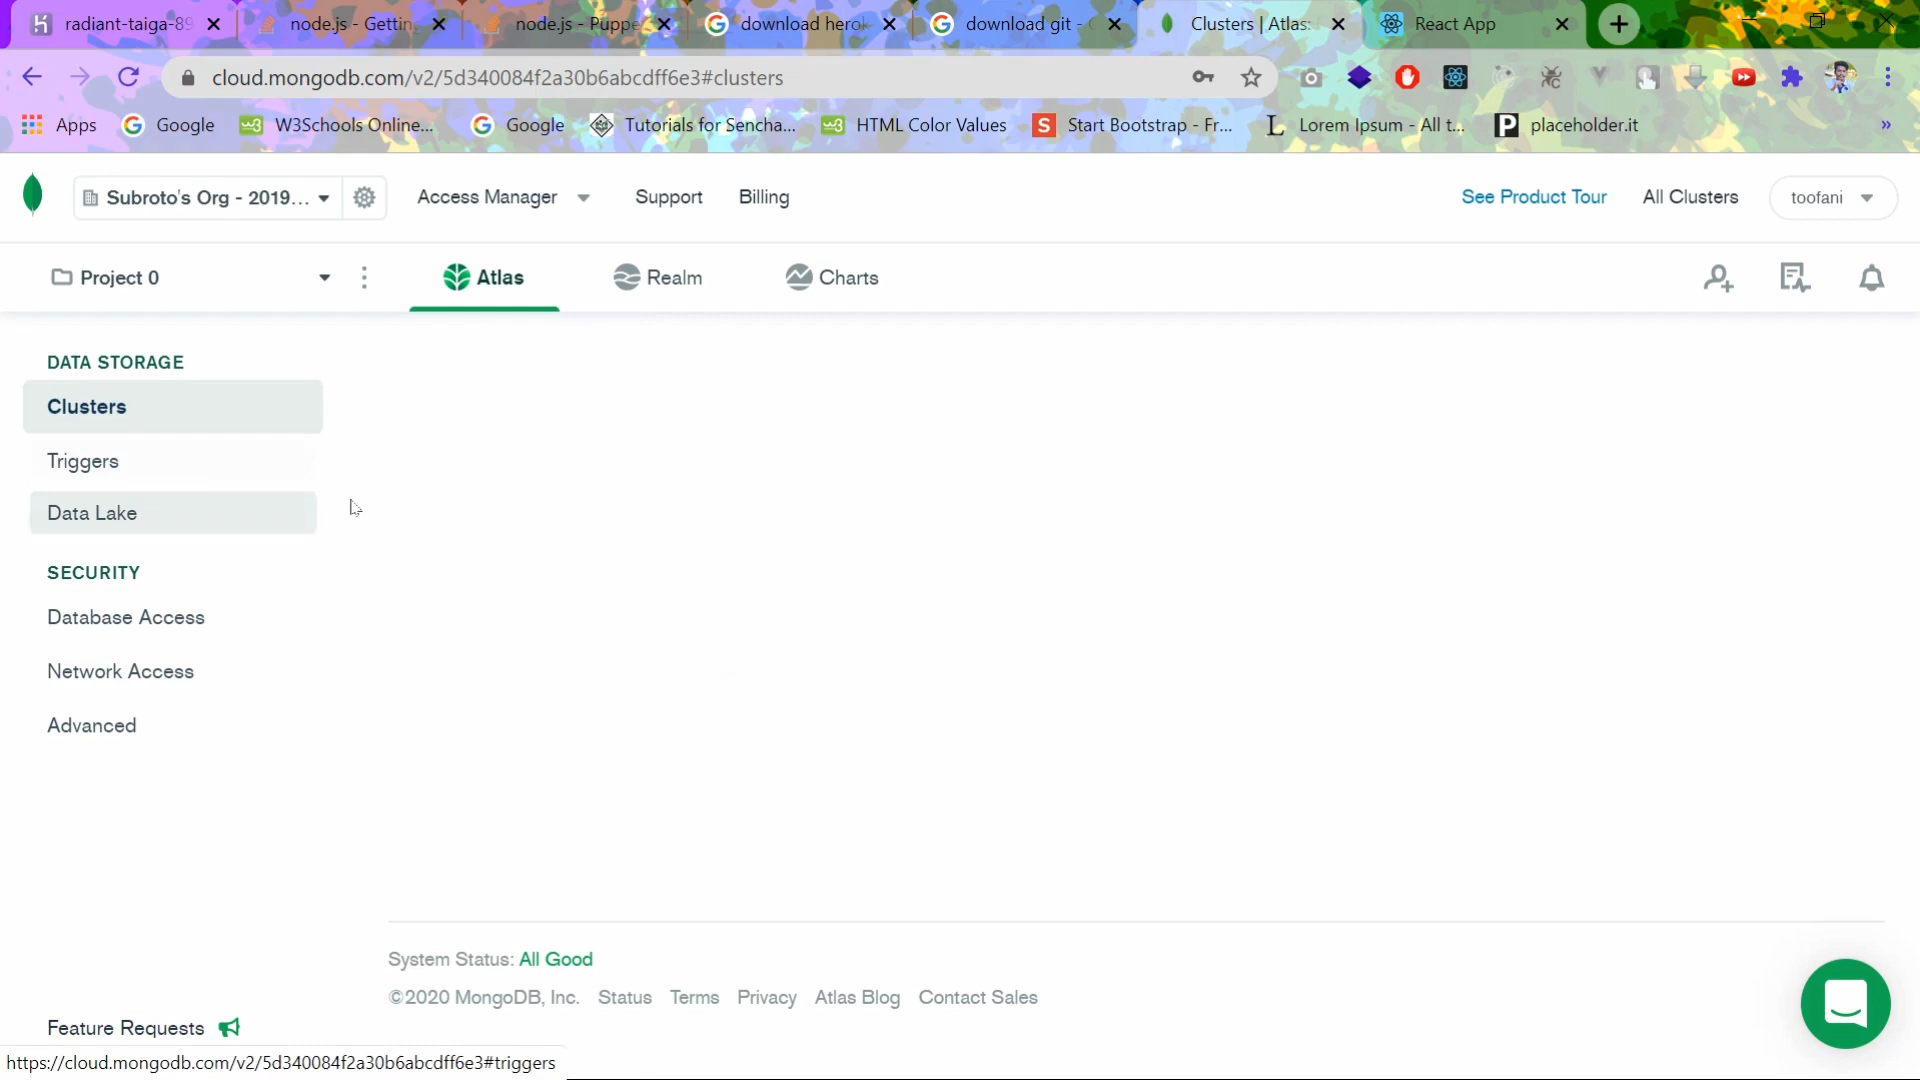 radiant-taiga-89
node.js - Getting
node.js - Puppe
download herok
download git -
Clusters | Atlas:
React App
cloud.mongodb.com/v2/5d340084f2a30b6abcdff6e3#clusters
Apps
Google
W3Schools Online...
Google
Tutorials for Sencha...
HTML Color Values
Start Bootstrap - Fr...
Lorem Ipsum - All t...
placeholder.it
»
Subroto's Org - 2019...
Access Manager
Support
Billing
See Product Tour
All Clusters
toofani
Project 0
Atlas
Realm
Charts
DATA STORAGE
Clusters
Triggers
Data Lake
SECURITY
Database Access
Network Access
Advanced
System Status: All Good
©2020 MongoDB, Inc. Status Terms Privacy Atlas Blog Contact Sales
Feature Requests
https://cloud.mongodb.com/v2/5d340084f2a30b6abcdff6e3#triggers